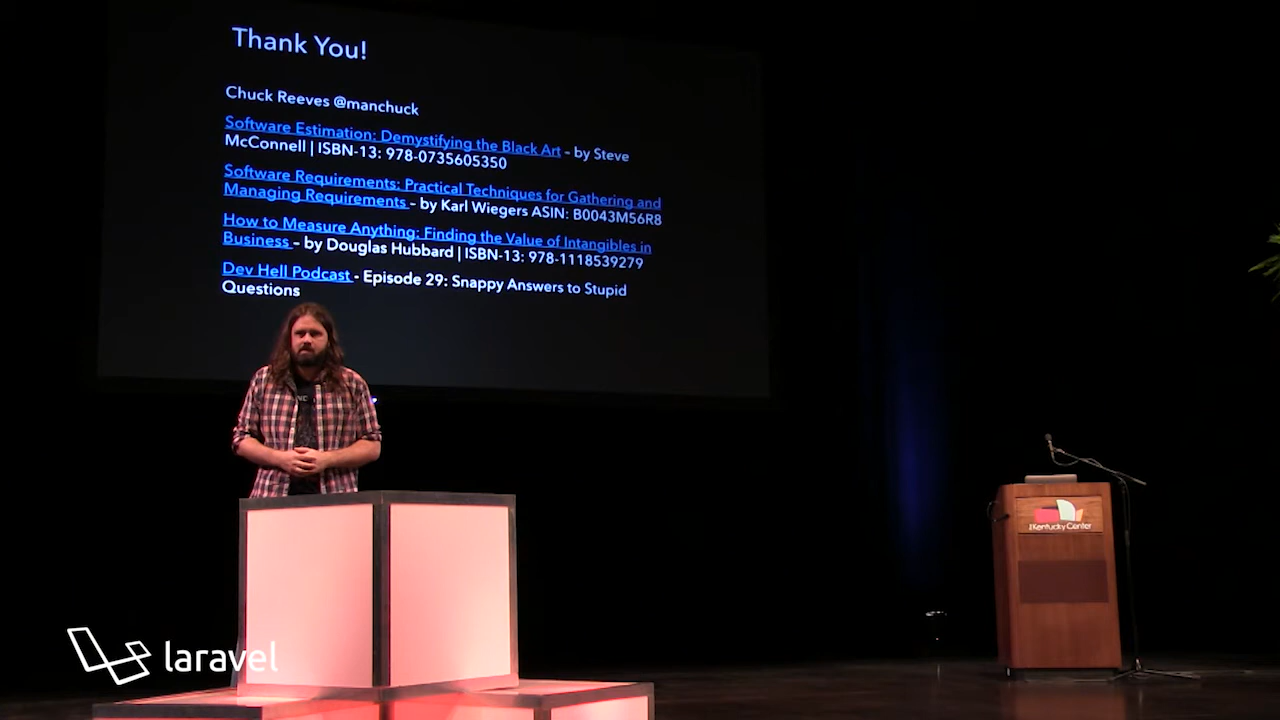 Thank You!
Chuck Reeves @manchuck
Software Estimation: Demystifying the Black Art – by Steve
McConnell | ISBN-13: 978-0735605350
Software Requirements: Practical Techniques for Gathering and
Managing Requirements – by Karl Wiegers ASIN: B0043M56R8
How to Measure Anything: Finding the Value of Intangibles in
Business – by Douglas Hubbard | ISBN-13: 978-1118539279
Dev Hell Podcast - Episode 29: Snappy Answers to Stupid
Questions
Kentucky Center
laravel